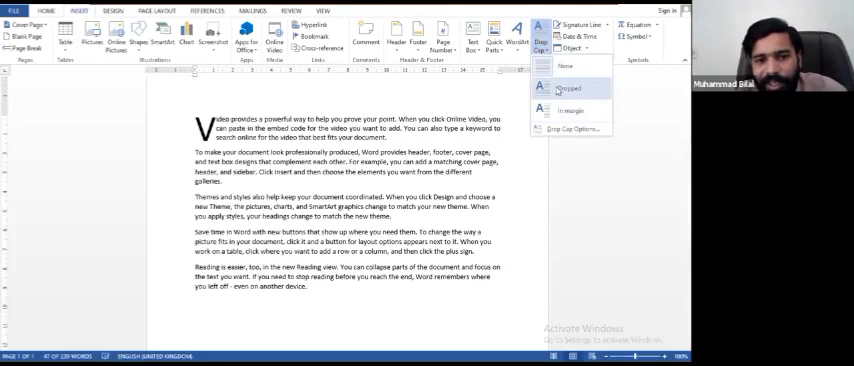 FILE HOME INSERT DESIGN PAGE LAYOUT REFERENCES MAILINGS REVIEW VIEW Sign in
Cover Page
Blank Page
Page Break
Pages
Table
Tables
Pictures
Online Pictures
Shapes
SmartArt
Chart
Screenshot
Illustrations
Apps for Office
Apps
Online Video
Media
Hyperlink
Bookmark
Cross-reference
Links
Comment
Comments
Header
Footer
Page Number
Header & Footer
Text Box
Quick Parts
WordArt
Drop Cap
Signature Line
Date & Time
Object
Equation
Symbol
Symbols
None
Dropped
In margin
Drop Cap Options...
Muhammad Bilal
Video provides a powerful way to help you prove your point. When you click Online Video, you
can paste in the embed code for the video you want to add. You can also type a keyword to
search online for the video that best fits your document.
To make your document look professionally produced, Word provides header, footer, cover page,
and text box designs that complement each other. For example, you can add a matching cover page,
header, and sidebar. Click Insert and then choose the elements you want from the different
galleries.
Themes and styles also help keep your document coordinated. When you click Design and choose a
new Theme, the pictures, charts, and SmartArt graphics change to match your new theme. When
you apply styles, your headings change to match the new theme.
Save time in Word with new buttons that show up where you need them. To change the way a
picture fits in your document, click it and a button for layout options appears next to it. When you
work on a table, click where you want to add a row or a column, and then click the plus sign.
Reading is easier, too, in the new Reading view. You can collapse parts of the document and focus on
the text you want. If you need to stop reading before you reach the end, Word remembers where
you left off - even on another device.
Activate Windows
Go to Settings to activate Windows.
PAGE 1 OF 1 47 OF 239 WORDS ENGLISH (UNITED KINGDOM) 100%